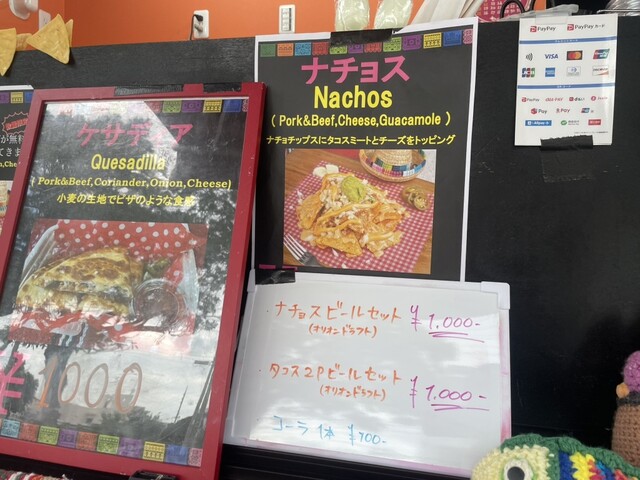 ケサディア
Quesadilla
( Pork&Beef,Coriander,Onion,Cheese)
小麦の生地でピザのような食感
¥1000
ナチョス
Nachos
( Pork&Beef,Cheese,Guacamole )
ナチョチップスにタコスミートとチーズをトッピング
ナチョスビールセット ¥1.000-
(オリオンドラフト)
・タコス2Pビールセット ¥1.000-
(オリオンドラフト)
コーラ 1本 ¥700-
PayPay PayPay カード
VISA
JCB